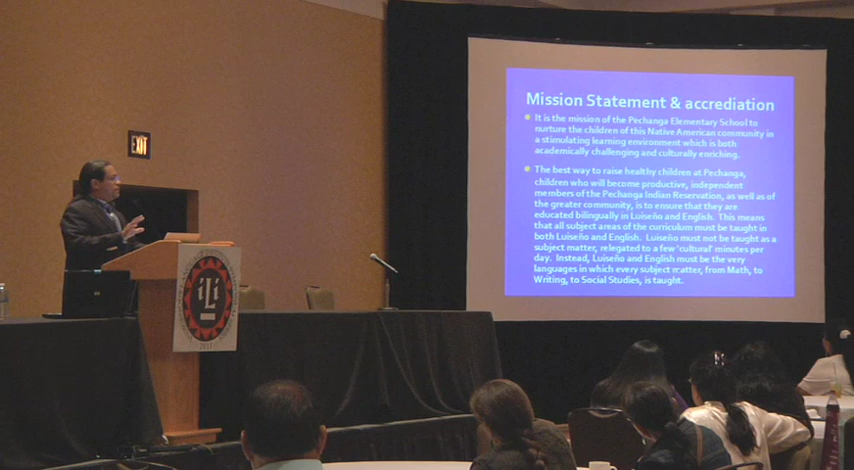 EXIT
Mission Statement & accrediation
It is the mission of the Pechanga Elementary School to
nurture the children of this Native American community in
a stimulating learning environment which is both
academically challenging and culturally enriching.
The best way to raise healthy children at Pechanga,
children who will become productive, independent
members of the Pechanga Indian Reservation, as well as of
the greater community, is to ensure that they are
educated bilingually in Luiseño and English. This means
that all subject areas of the curriculum must be taught in
both Luiseño and English. Luiseño must not be taught as a
subject matter, relegated to a few 'cultural' minutes per
day. Instead, Luiseño and English must be the very
languages in which every subject matter, from Math, to
Writing, to Social Studies, is taught.
iLi